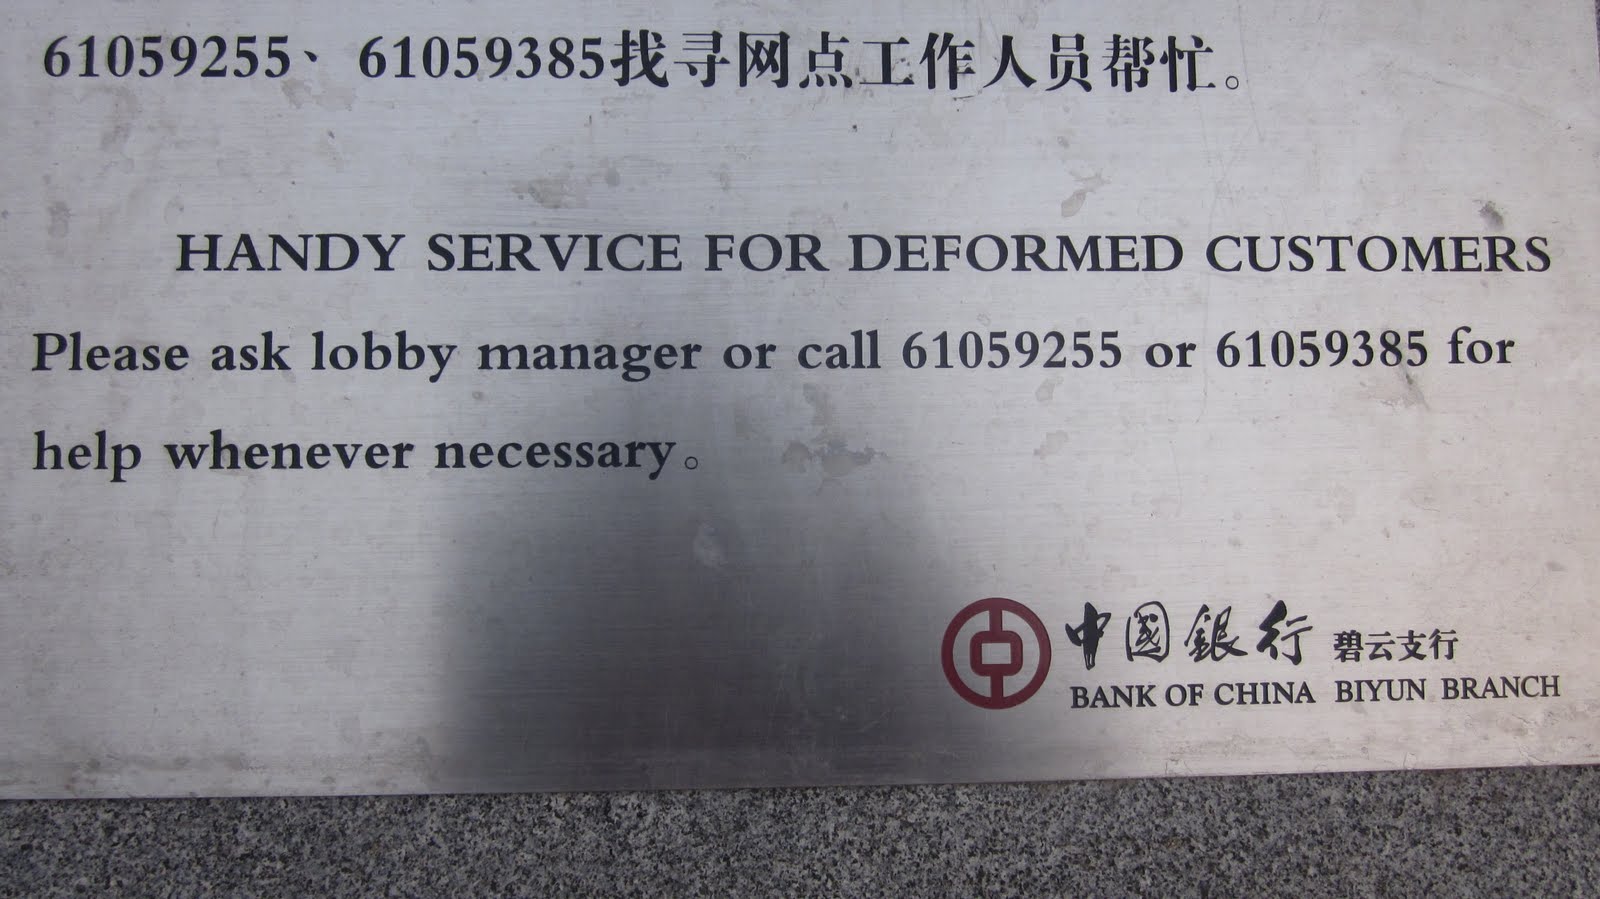 61059255、 61059385找寻网点工作人员帮忙。
HANDY SERVICE FOR DEFORMED CUSTOMERS
Please ask lobby manager or call 61059255 or 61059385 for
help whenever necessary。
中国銀行 碧云支行
BANK OF CHINA BIYUN BRANCH